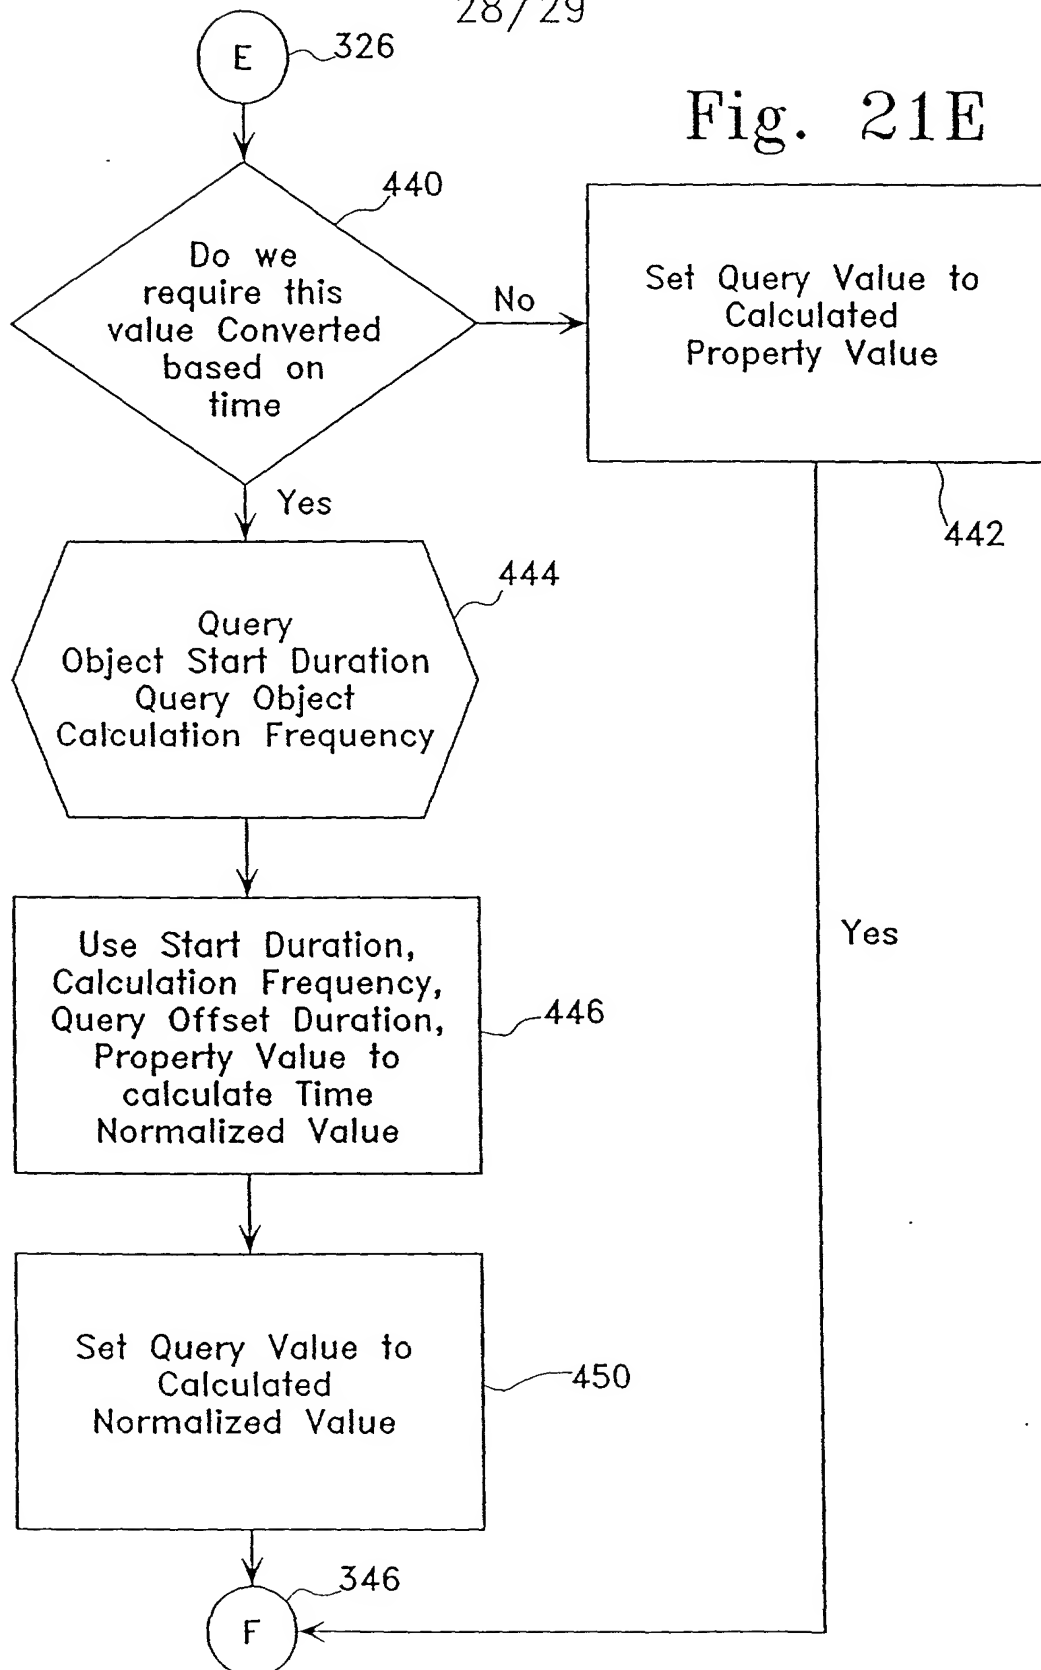 28/29
E
326
Fig. 21E
440
Do we
require this
value Converted
based on
time
No
Set Query Value to
Calculated
Property Value
442
Yes
444
Query
Object Start Duration
Query Object
Calculation Frequency
Use Start Duration,
Calculation Frequency,
Query Offset Duration,
Property Value to
calculate Time
Normalized Value
446
Yes
Set Query Value to
Calculated
Normalized Value
450
346
F